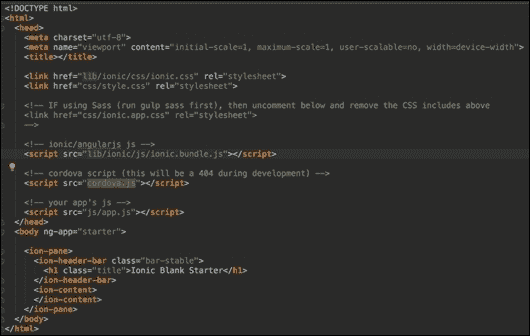 <!DOCTYPE html>
<html>
<head>
<meta charset="utf-8">
<meta name="viewport" content="initial-scale=1, maximum-scale=1, user-scalable=no, width=device-width">
<title></title>
<link href="lib/ionic/css/ionic.css" rel="stylesheet">
<link href="css/style.css" rel="stylesheet">
<!-- IF using Sass (run gulp sass first), then uncomment below and remove the CSS includes above
<link href="css/ionic.app.css" rel="stylesheet">
-->
<!-- ionic/angularjs js -->
<script src="lib/ionic/js/ionic.bundle.js"></script>
<!-- cordova script (this will be a 404 during development) -->
<script src="cordova.js"></script>
<!-- your app's js -->
<script src="js/app.js"></script>
</head>
<body ng-app="starter">
<ion-pane>
<ion-header-bar class="bar-stable">
<h1 class="title">Ionic Blank Starter</h1>
</ion-header-bar>
<ion-content>
</ion-content>
</ion-pane>
</body>
</html>